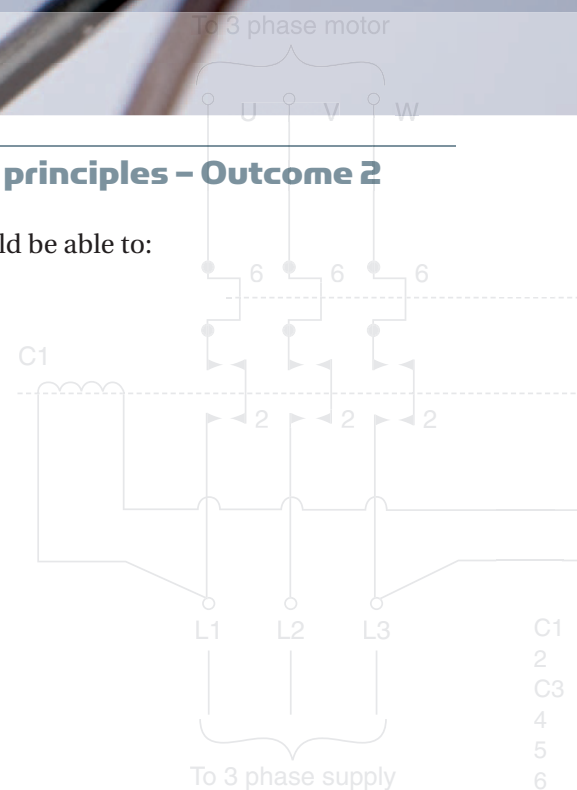 To 3 phase motor
U V W
principles – Outcome 2
ld be able to:
6 6 6
C1
2 2 2
L1 L2 L3
C1
2
C3
4
5
6
To 3 phase supply